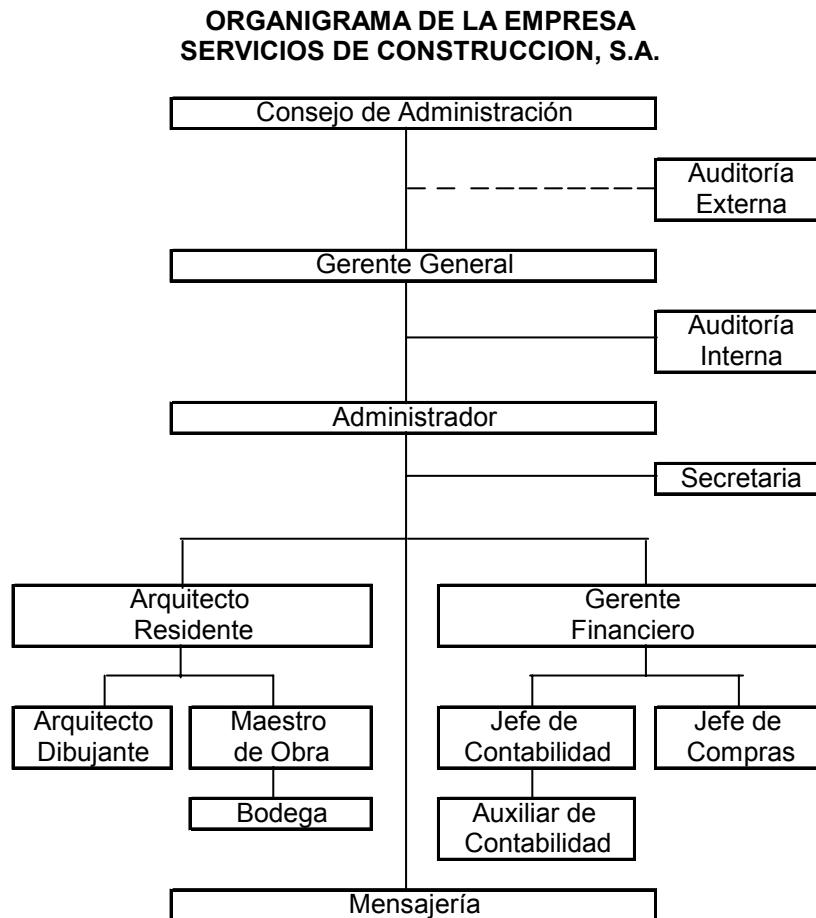 ORGANIGRAMA DE LA EMPRESA
SERVICIOS DE CONSTRUCCION, S.A.
Consejo de Administración
Auditoría
Externa
Gerente General
Auditoría
Interna
Administrador
Secretaria
Arquitecto
Residente
Gerente
Financiero
Arquitecto
Dibujante
Maestro
de Obra
Jefe de
Contabilidad
Jefe de
Compras
Bodega
Auxiliar de
Contabilidad
Mensajería